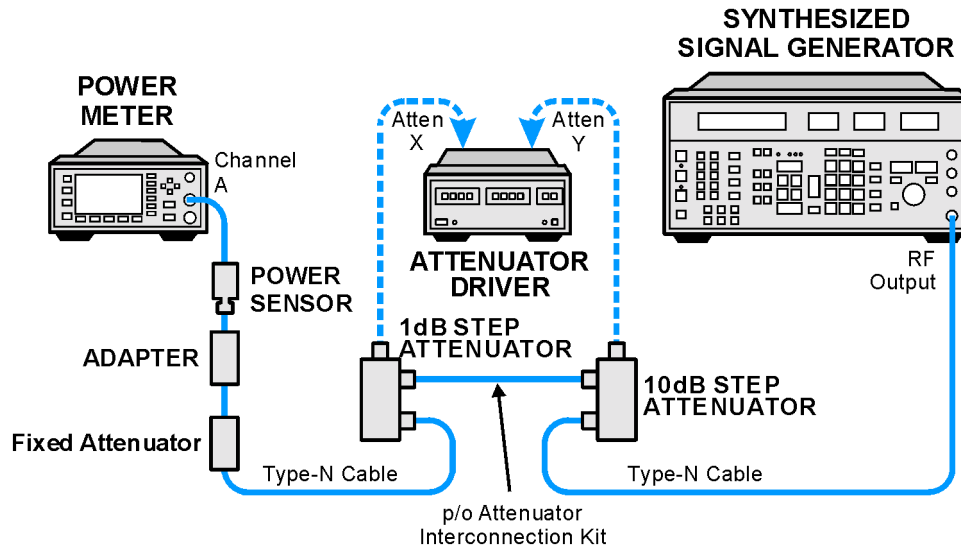 SYNTHESIZED
SIGNAL GENERATOR
POWER
METER
Channel
A
Atten
X
Atten
Y
ATTENUATOR
DRIVER
RF
Output
POWER
SENSOR
1dB STEP
ATTENUATOR
ADAPTER
10dB STEP
ATTENUATOR
Fixed Attenuator
Type-N Cable
Type-N Cable
p/o Attenuator
Interconnection Kit